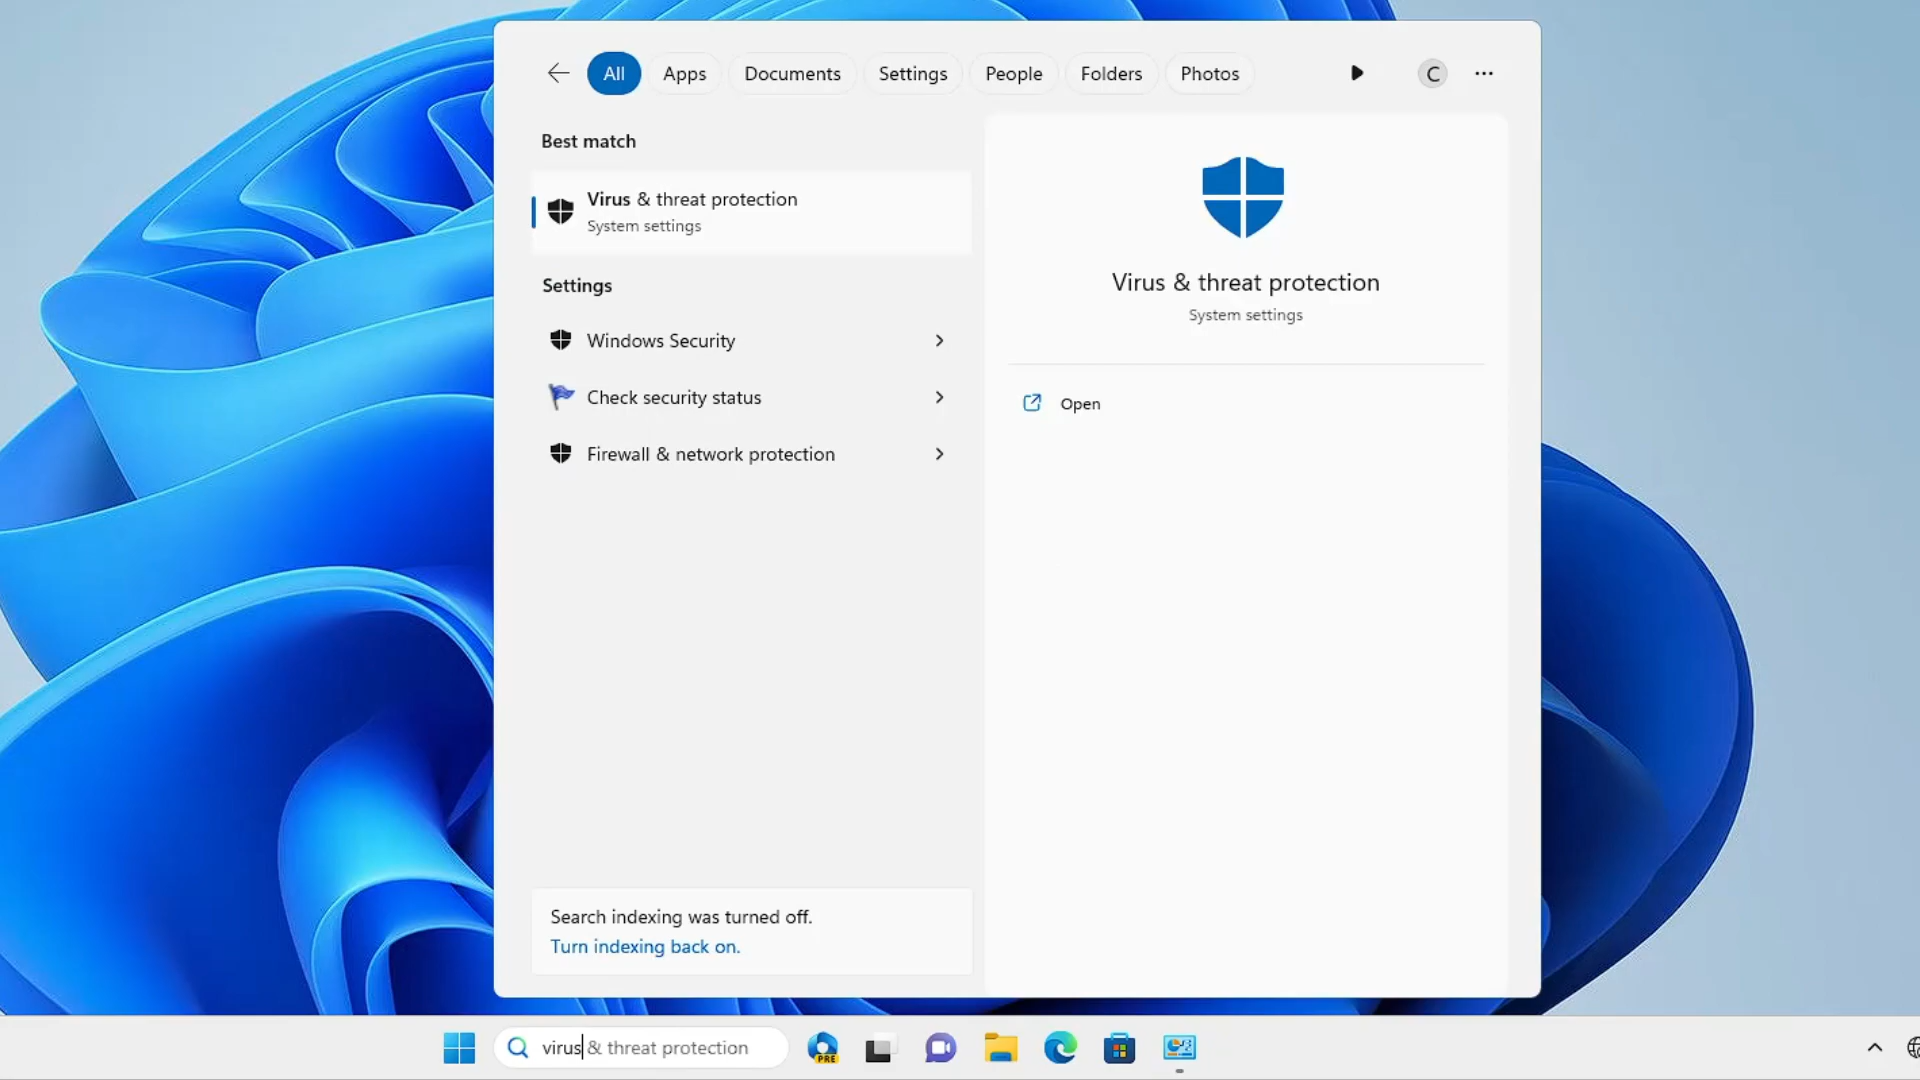 All
Apps
Documents
Settings
People
Folders
Photos
C
Best match
Virus & threat protection
System settings
Settings
Windows Security
Check security status
Firewall & network protection
Search indexing was turned off.
Turn indexing back on.
Virus & threat protection
System settings
Open
virus & threat protection
PRE